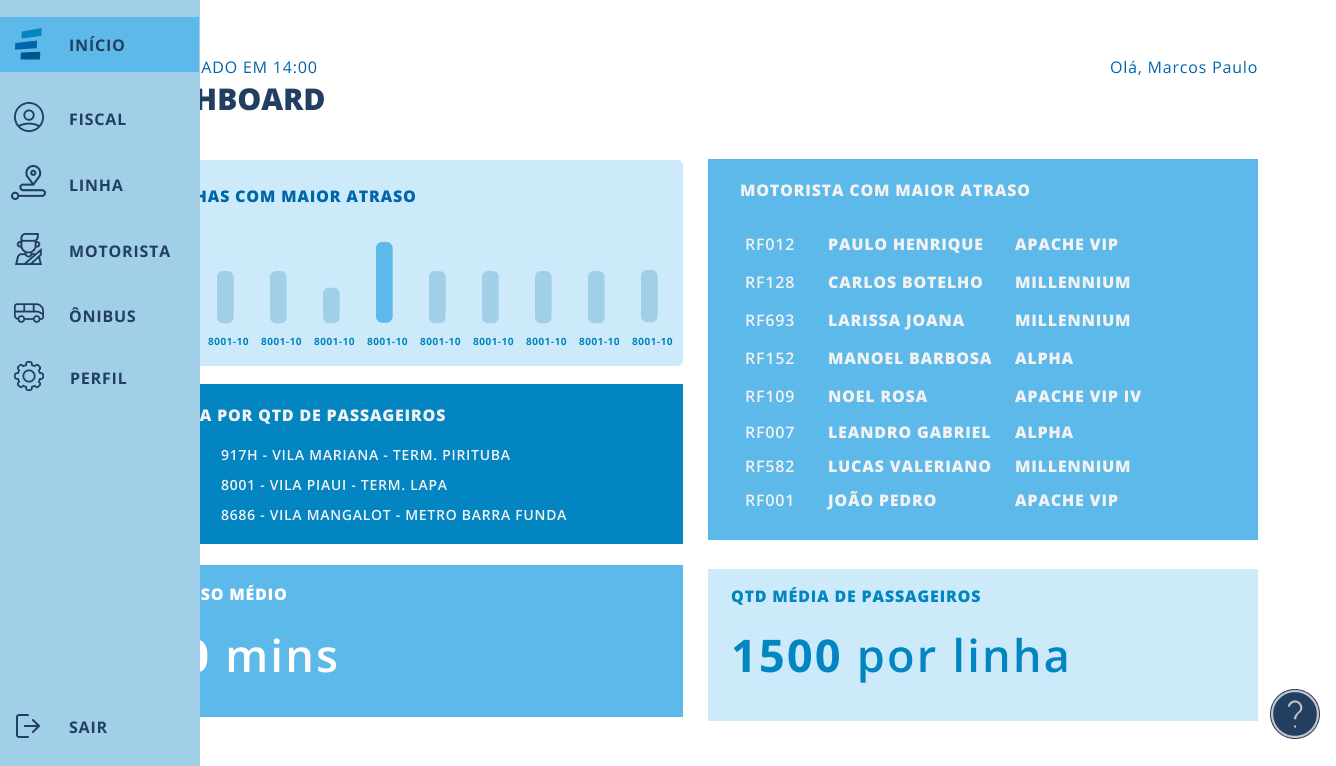 INÍCIO
FISCAL
LINHA
MOTORISTA
ÔNIBUS
PERFIL
SAIR
ADO EM 14:00
HBOARD
Olá, Marcos Paulo
HAS COM MAIOR ATRASO
8001-10 8001-10 8001-10 8001-10 8001-10 8001-10 8001-10 8001-10 8001-10
A POR QTD DE PASSAGEIROS
917H - VILA MARIANA - TERM. PIRITUBA
8001 - VILA PIAUI - TERM. LAPA
8686 - VILA MANGALOT - METRO BARRA FUNDA
SO MÉDIO
0 mins
MOTORISTA COM MAIOR ATRASO
RF012 PAULO HENRIQUE APACHE VIP
RF128 CARLOS BOTELHO MILLENNIUM
RF693 LARISSA JOANA MILLENNIUM
RF152 MANOEL BARBOSA ALPHA
RF109 NOEL ROSA APACHE VIP IV
RF007 LEANDRO GABRIEL ALPHA
RF582 LUCAS VALERIANO MILLENNIUM
RF001 JOÃO PEDRO APACHE VIP
QTD MÉDIA DE PASSAGEIROS
1500 por linha
?